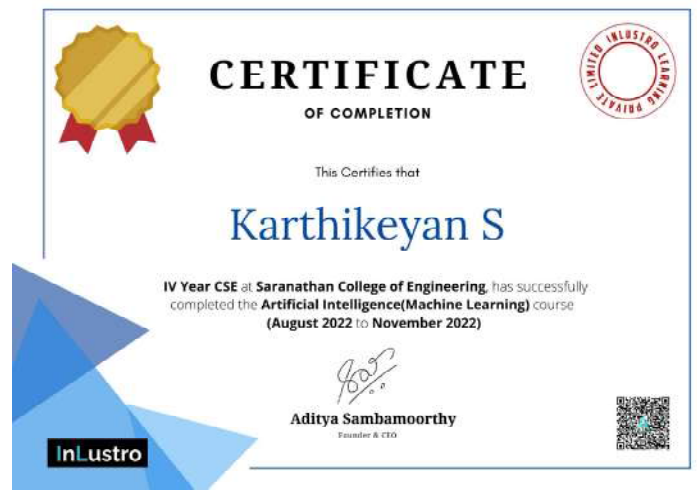 CERTIFICATE
OF COMPLETION
INLUSTRO LEARNING PRIVATE LIMITED
This Certifies that
Karthikeyan S
IV Year CSE at Saranathan College of Engineering, has successfully
completed the Artificial Intelligence(Machine Learning) course
(August 2022 to November 2022)
Aditya Sambamoorthy
Founder & CEO
InLustro